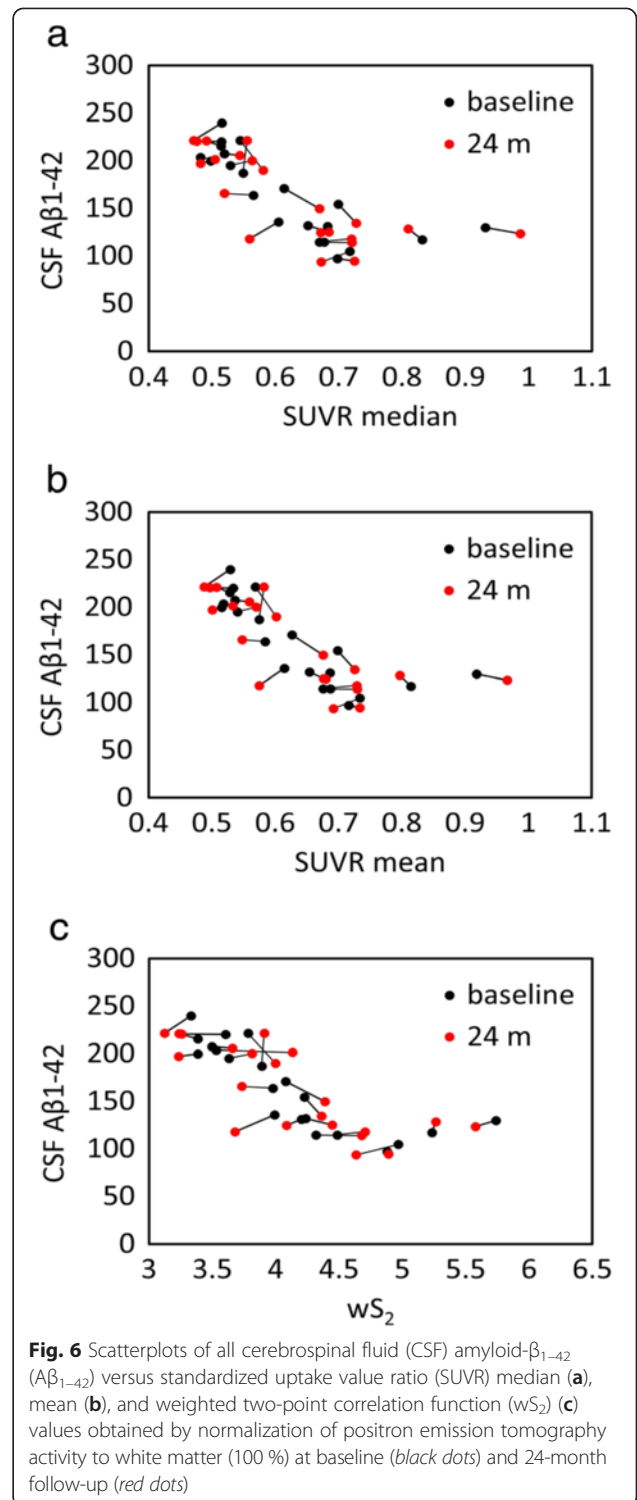 a
300
250
200
150
100
50
0
CSF Aβ1-42
baseline
24 m
0.4 0.5 0.6 0.7 0.8 0.9 1 1.1
SUVR median
b
300
250
200
150
100
50
0
CSF Aβ1-42
baseline
24 m
0.4 0.5 0.6 0.7 0.8 0.9 1 1.1
SUVR mean
c
300
250
200
150
100
50
0
CSF Aβ1-42
baseline
24 m
3 3.5 4 4.5 5 5.5 6 6.5
wS₂
Fig. 6 Scatterplots of all cerebrospinal fluid (CSF) amyloid-β₁₋₄₂
(Aβ₁₋₄₂) versus standardized uptake value ratio (SUVR) median (a),
mean (b), and weighted two-point correlation function (wS₂) (c)
values obtained by normalization of positron emission tomography
activity to white matter (100 %) at baseline (black dots) and 24-month
follow-up (red dots)